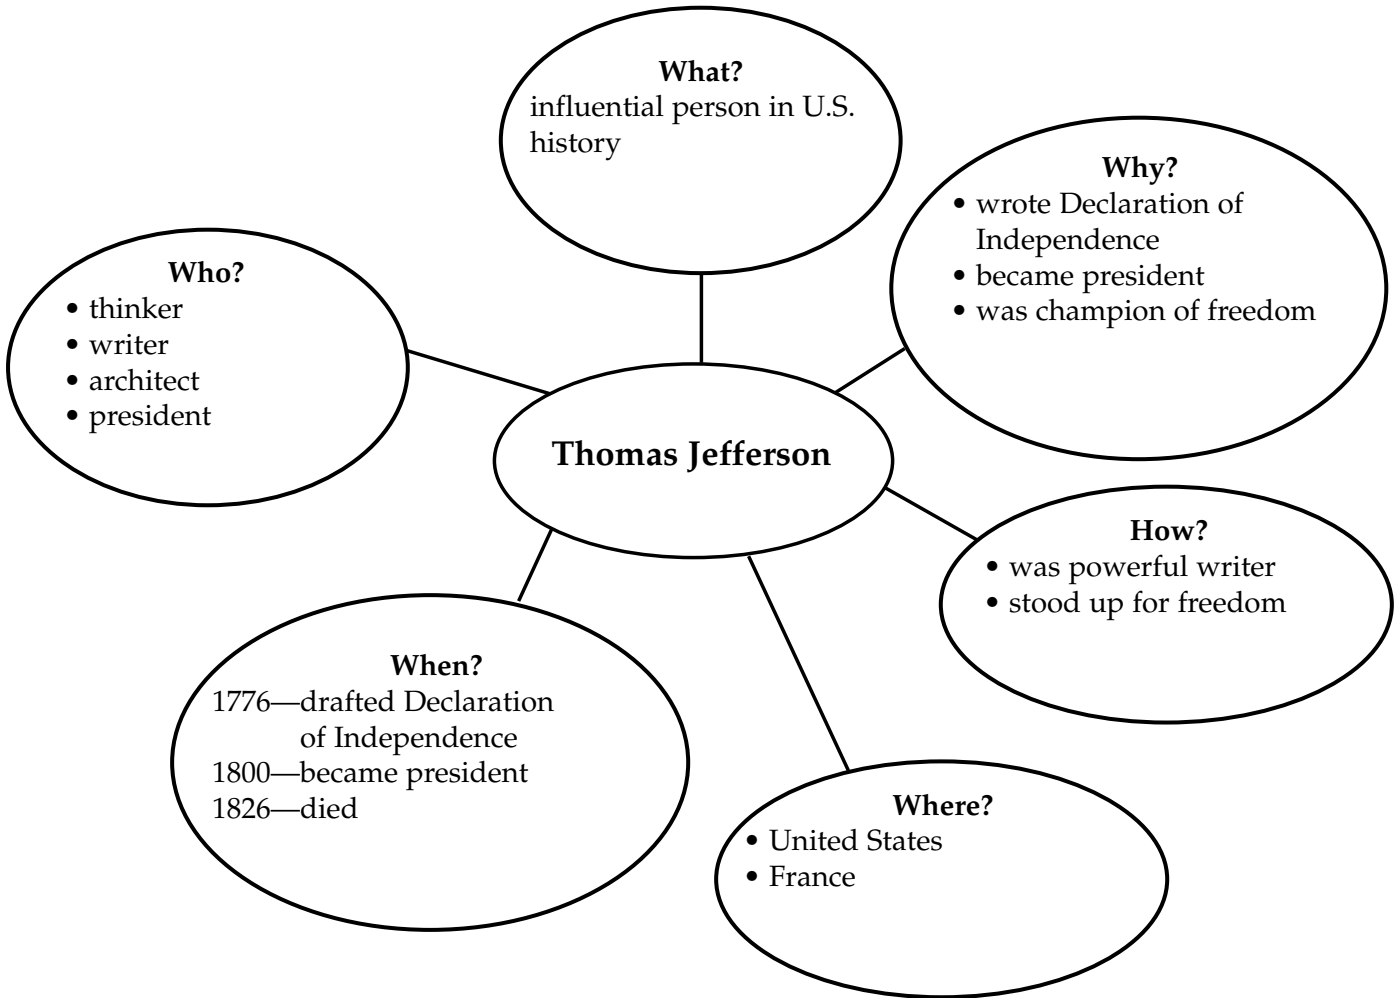 What?
influential person in U.S.
history
Why?
• wrote Declaration of
Independence
• became president
• was champion of freedom
Who?
• thinker
• writer
• architect
• president
Thomas Jefferson
How?
• was powerful writer
• stood up for freedom
When?
1776—drafted Declaration
of Independence
1800—became president
1826—died
Where?
• United States
• France